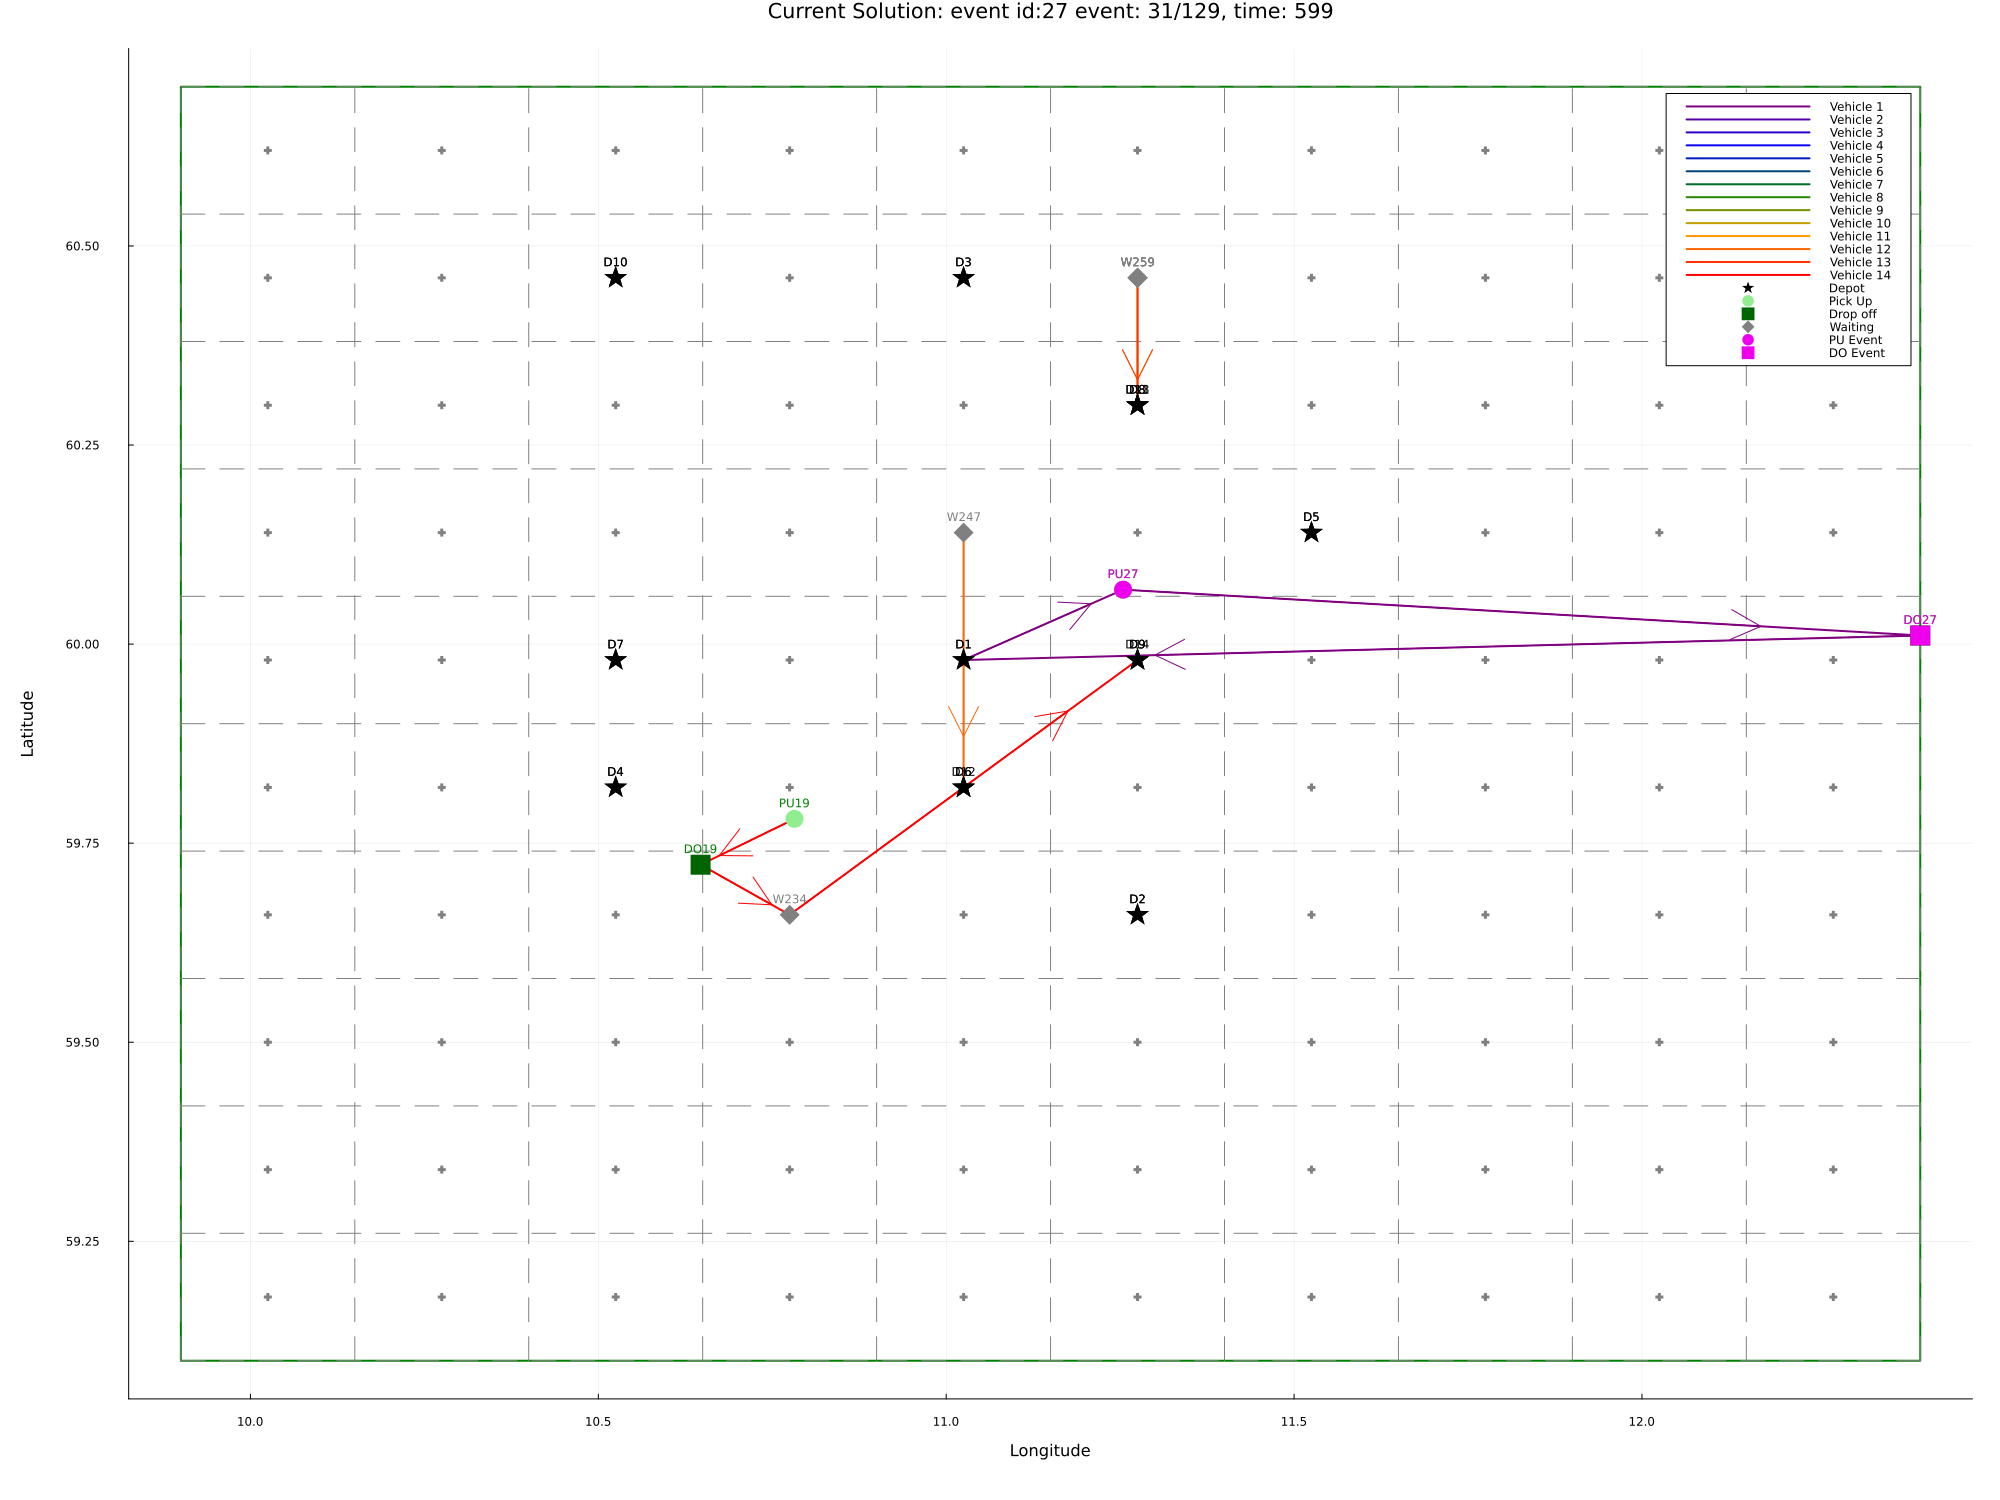 Current Solution: event id:27 event: 31/129, time: 599
Vehicle 1
Vehicle 2
Vehicle 3
Vehicle 4
Vehicle 5
Vehicle 6
Vehicle 7
Vehicle 8
Vehicle 9
Vehicle 10
Vehicle 11
Vehicle 12
Vehicle 13
Vehicle 14
Depot
Pick Up
Drop off
Waiting
PU Event
DO Event
60.50
D10
D3
W259
60.25
W247
D5
PU27
DO27
60.00
D7
D1
D9
D4
D6
PU19
59.75
DO19
W234
D2
59.50
59.25
10.0
10.5
11.0
11.5
12.0
Longitude
Latitude